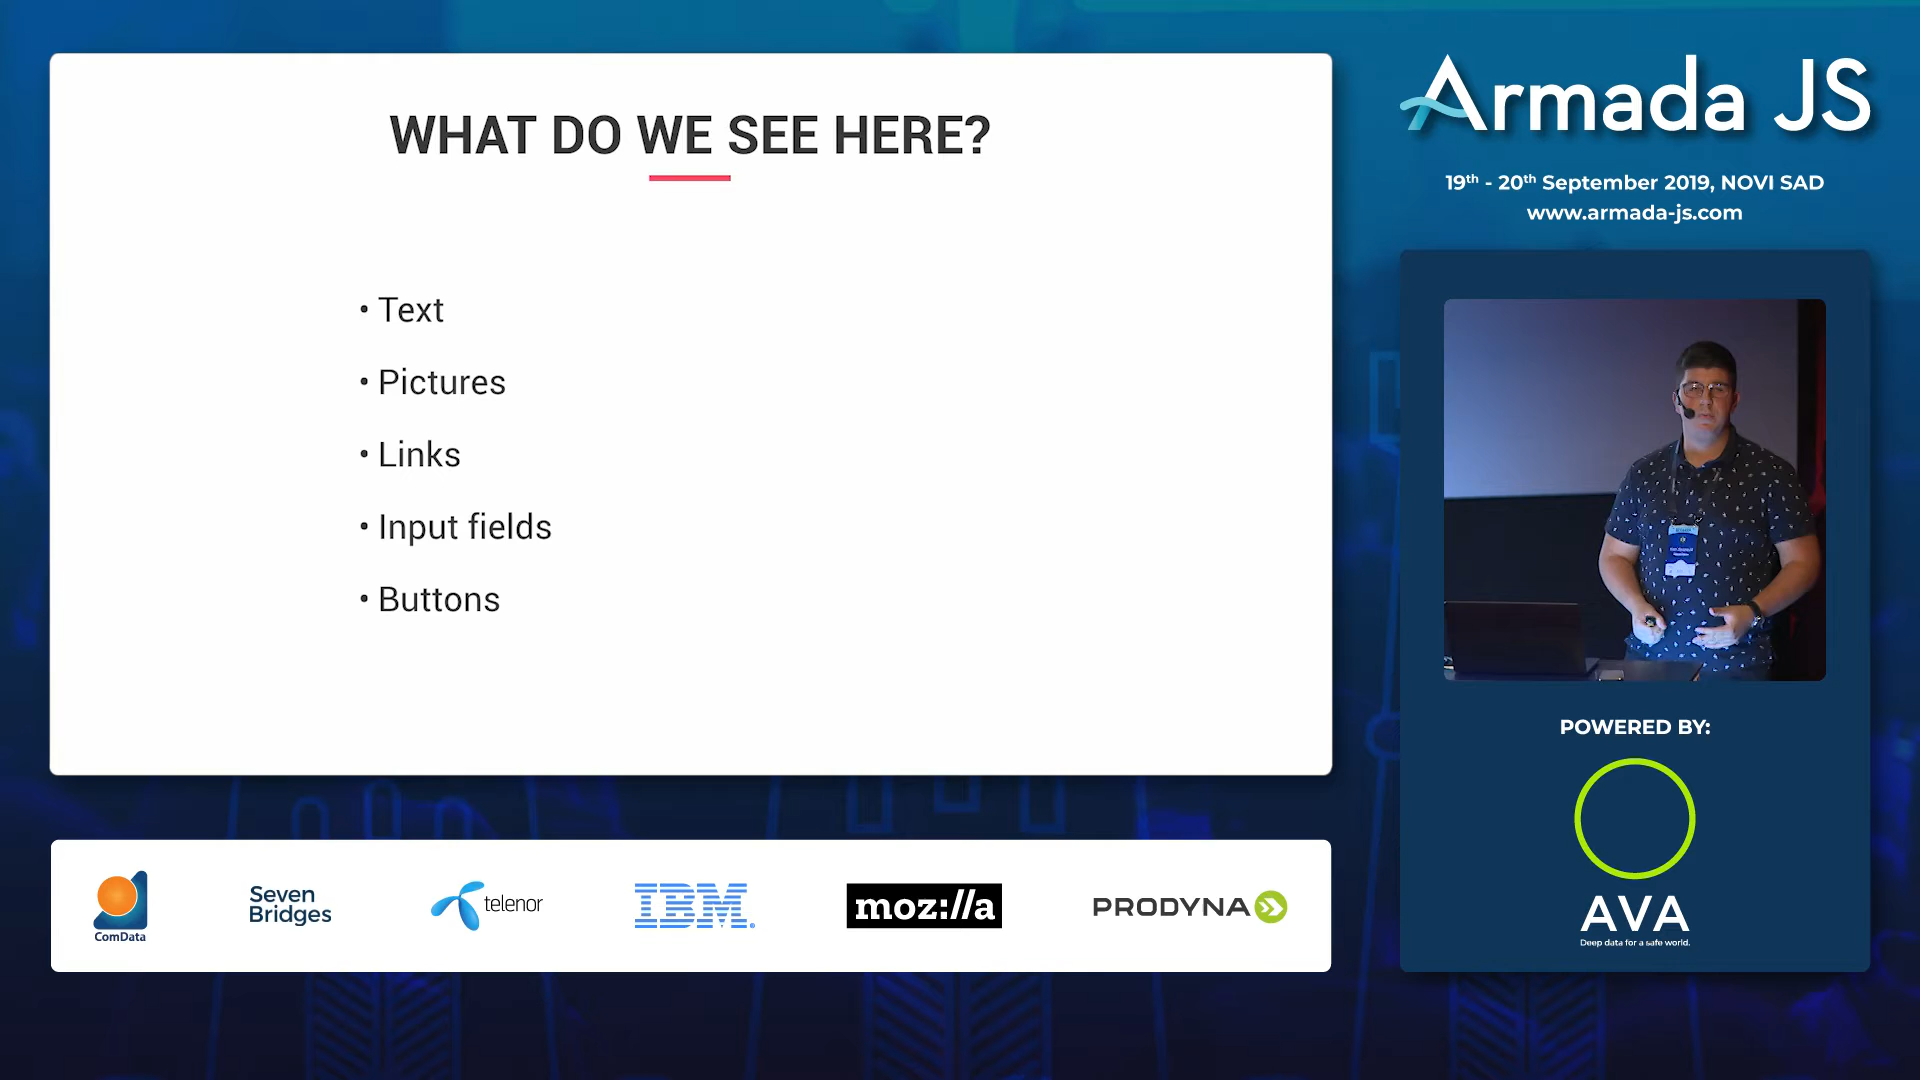 WHAT DO WE SEE HERE?
• Text
• Pictures
• Links
• Input fields
• Buttons
Armada JS
19th - 20th September 2019, NOVI SAD
www.armada-js.com
POWERED BY:
AVA
Deep data for a safe world.
ComData
Seven
Bridges
telenor
IBM
moz://a
PRODYNA